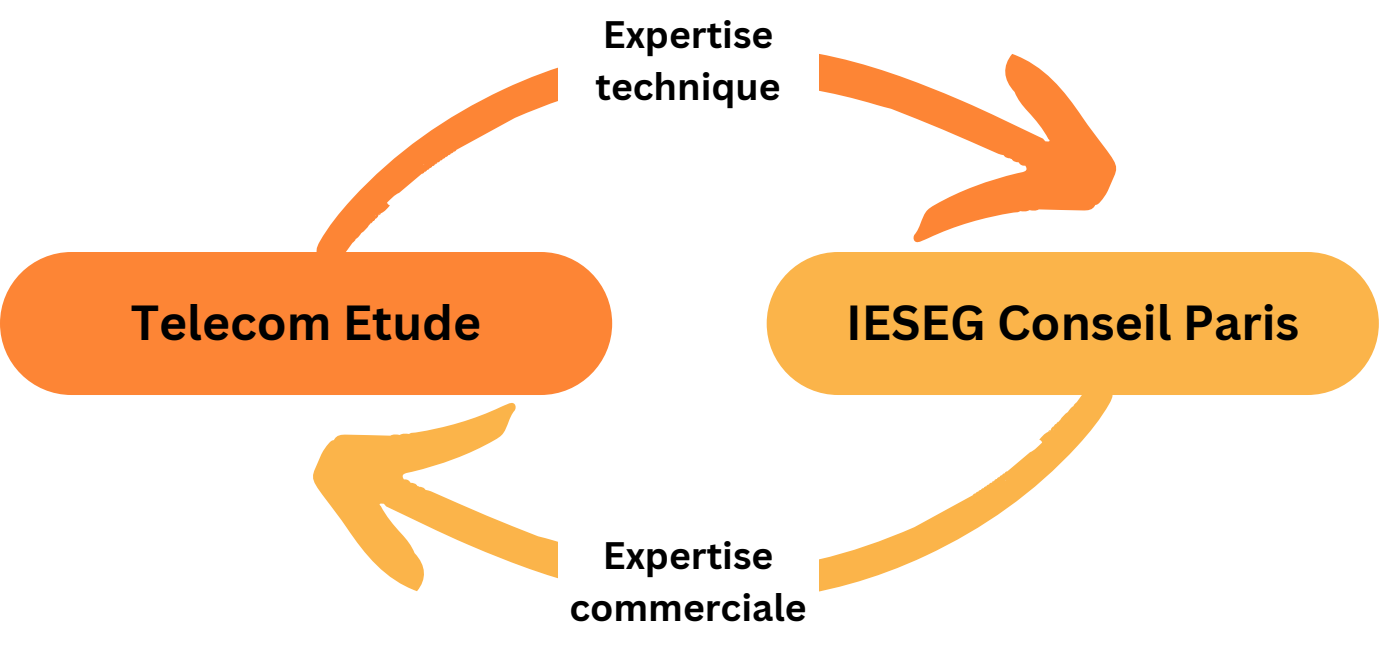 Expertise
technique
Telecom Etude
IESEG Conseil Paris
Expertise
commerciale